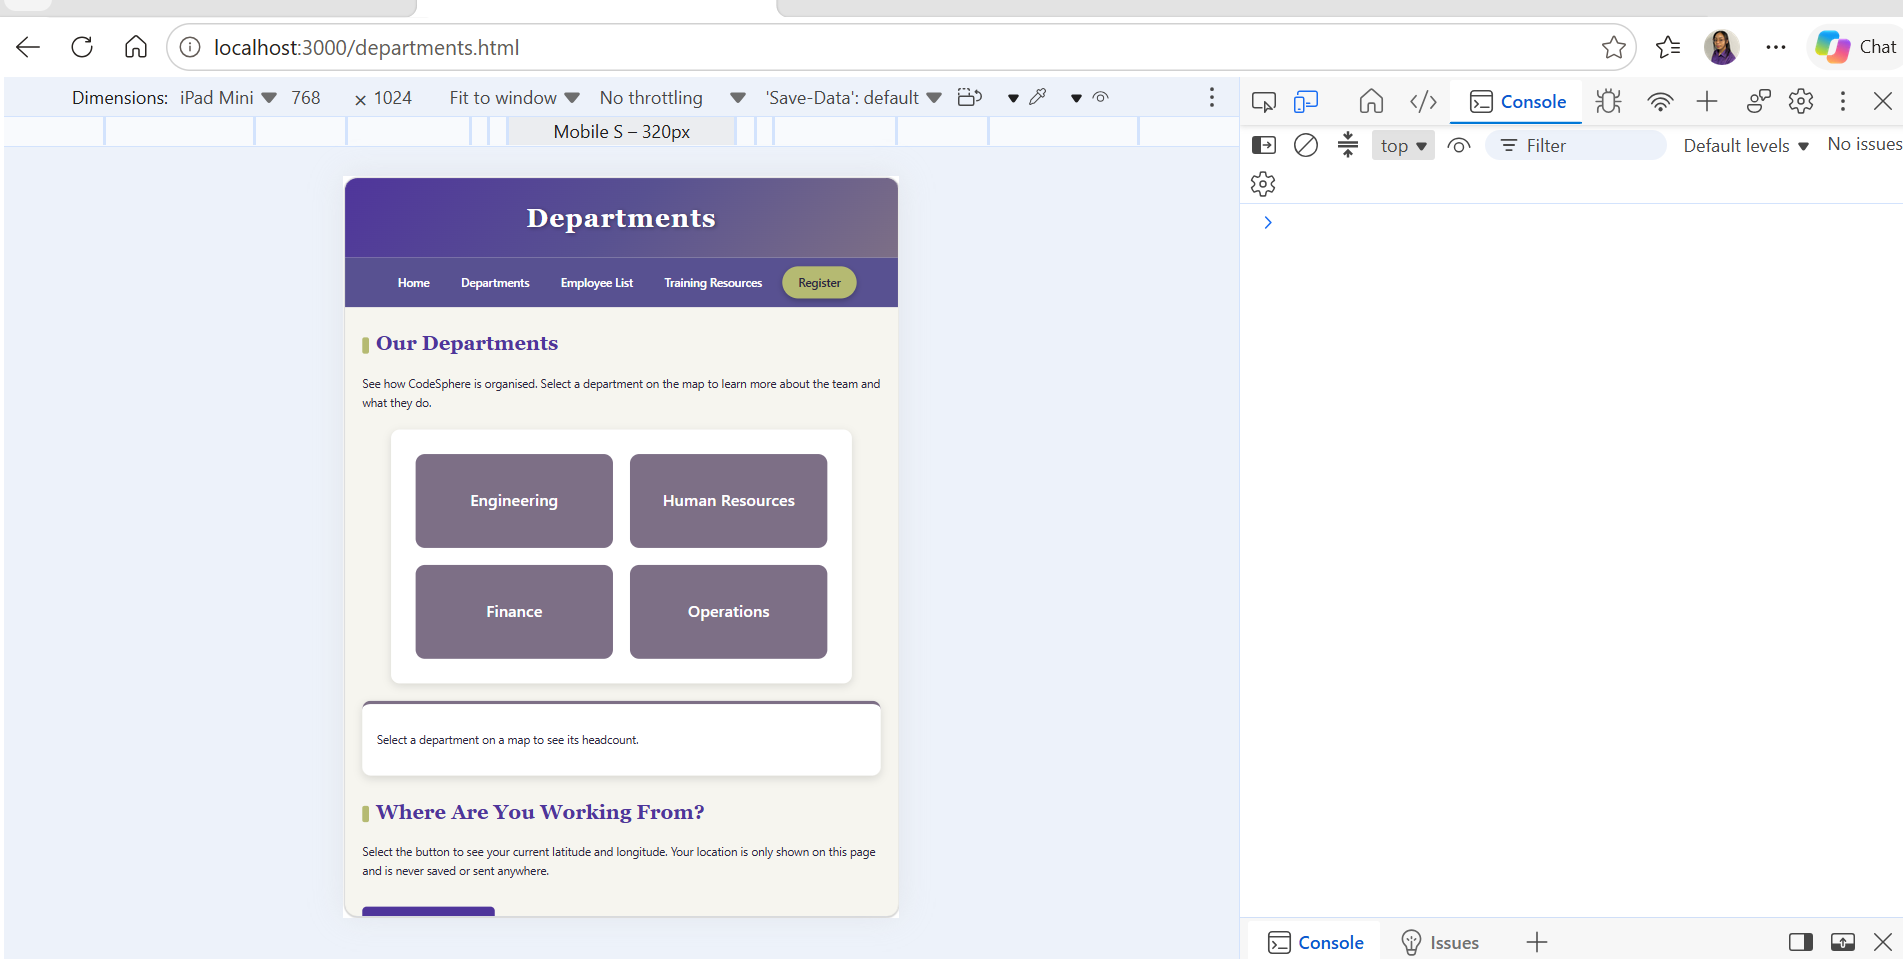 localhost:3000/departments.html
Chat
Dimensions: iPad Mini 768 x 1024 Fit to window No throttling 'Save-Data': default
Mobile S – 320px
Console
top Filter Default levels No issues
Departments
Home Departments Employee List Training Resources Register
Our Departments
See how CodeSphere is organised. Select a department on the map to learn more about the team and
what they do.
Engineering Human Resources
Finance Operations
Select a department on a map to see its headcount.
Where Are You Working From?
Select the button to see your current latitude and longitude. Your location is only shown on this page
and is never saved or sent anywhere.
Console Issues